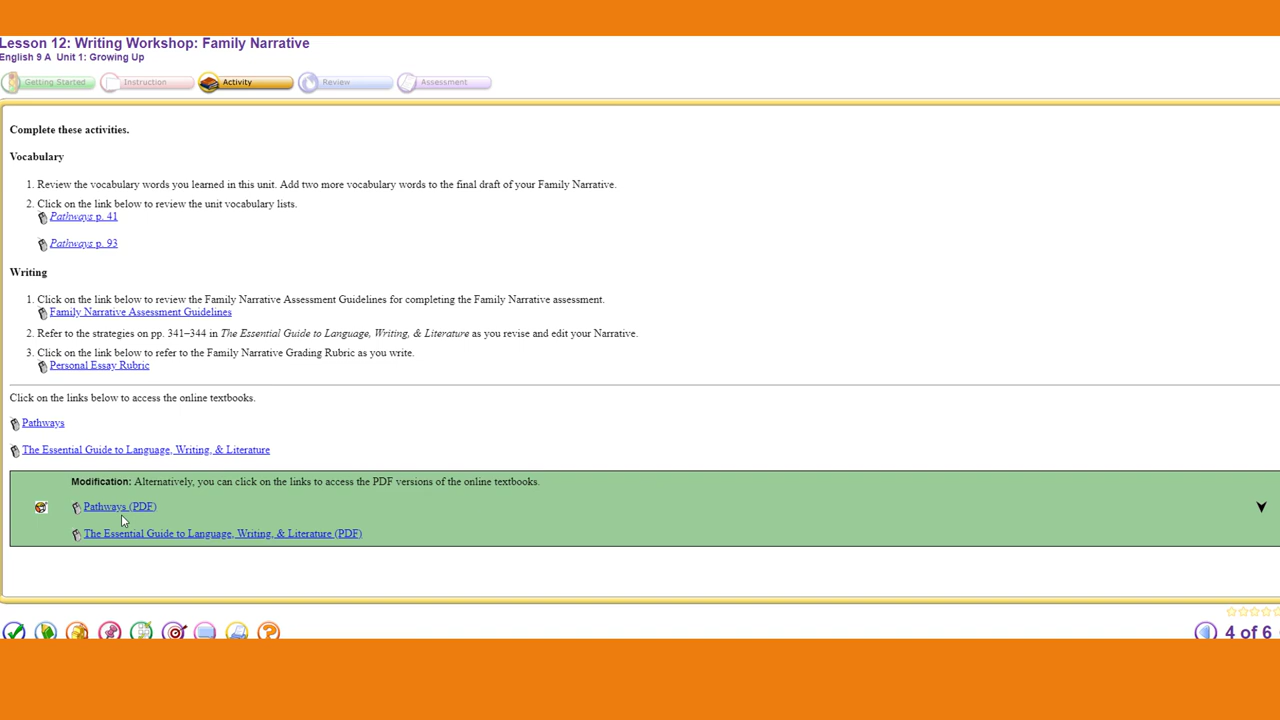 Lesson 12: Writing Workshop: Family Narrative
English 9 A Unit 1: Growing Up
Getting Started Instruction Activity Review Assessment
Complete these activities.
Vocabulary
1. Review the vocabulary words you learned in this unit. Add two more vocabulary words to the final draft of your Family Narrative.
2. Click on the link below to review the unit vocabulary lists.
Pathways p. 41
Pathways p. 93
Writing
1. Click on the link below to review the Family Narrative Assessment Guidelines for completing the Family Narrative assessment.
Family Narrative Assessment Guidelines
2. Refer to the strategies on pp. 341–344 in The Essential Guide to Language, Writing, & Literature as you revise and edit your Narrative.
3. Click on the link below to refer to the Family Narrative Grading Rubric as you write.
Personal Essay Rubric
Click on the links below to access the online textbooks.
Pathways
The Essential Guide to Language, Writing, & Literature
Modification: Alternatively, you can click on the links to access the PDF versions of the online textbooks.
Pathways (PDF)
The Essential Guide to Language, Writing, & Literature (PDF)
4 of 6